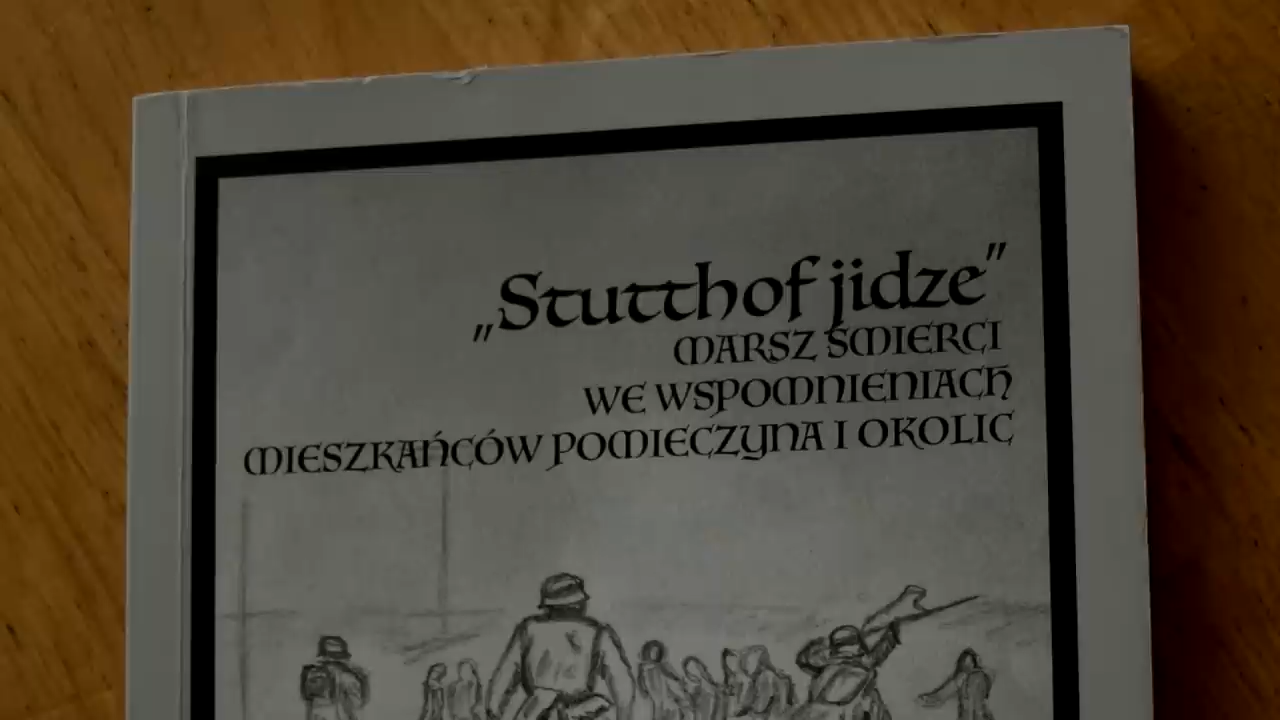 „Stutthof jidze”
MARSZ ŚMIERCI
WE WSPOMNIENIACH
MIESZKAŃCÓW POMIECZYNA I OKOLIC